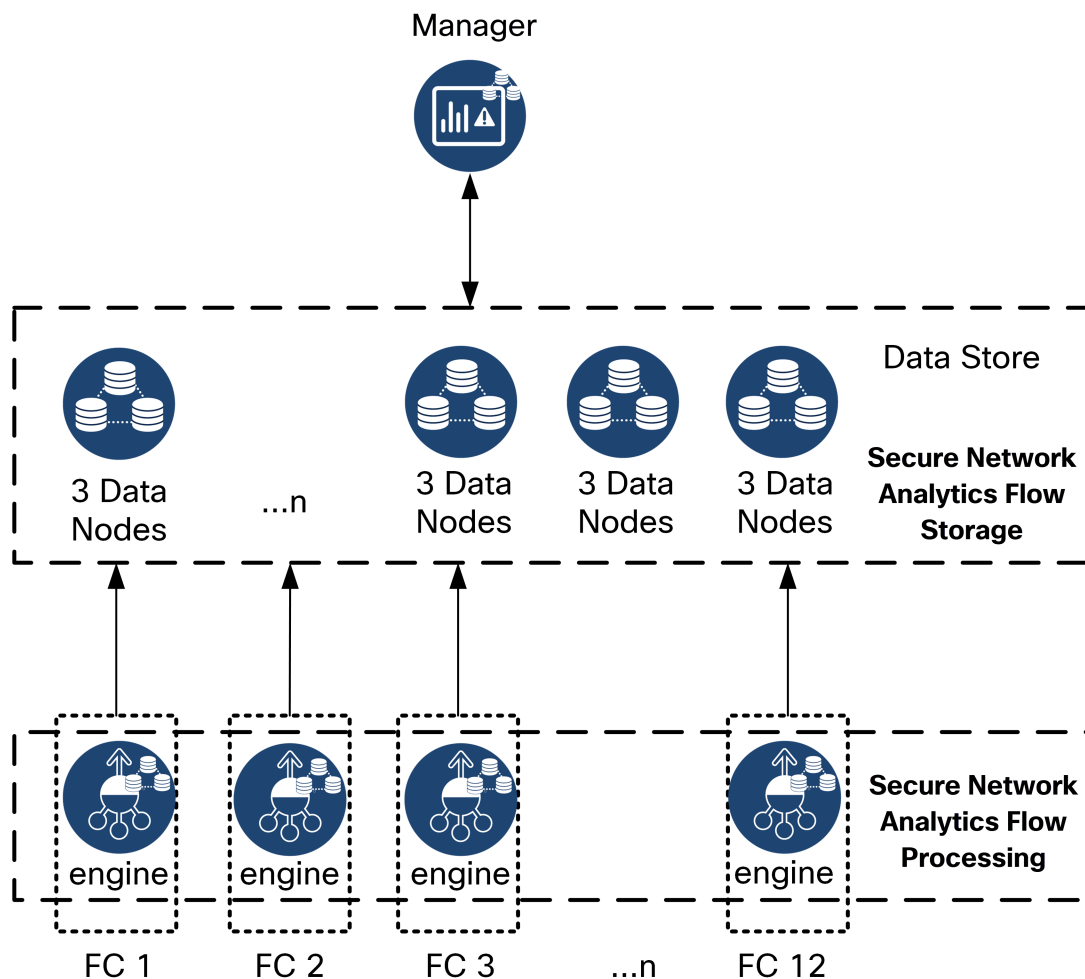 Manager
Data Store
3 Data
Nodes
...n
3 Data
Nodes
3 Data
Nodes
3 Data
Nodes
Secure Network
Analytics Flow
Storage
engine
engine
engine
engine
Secure Network
Analytics Flow
Processing
FC 1
FC 2
FC 3
...n
FC 12